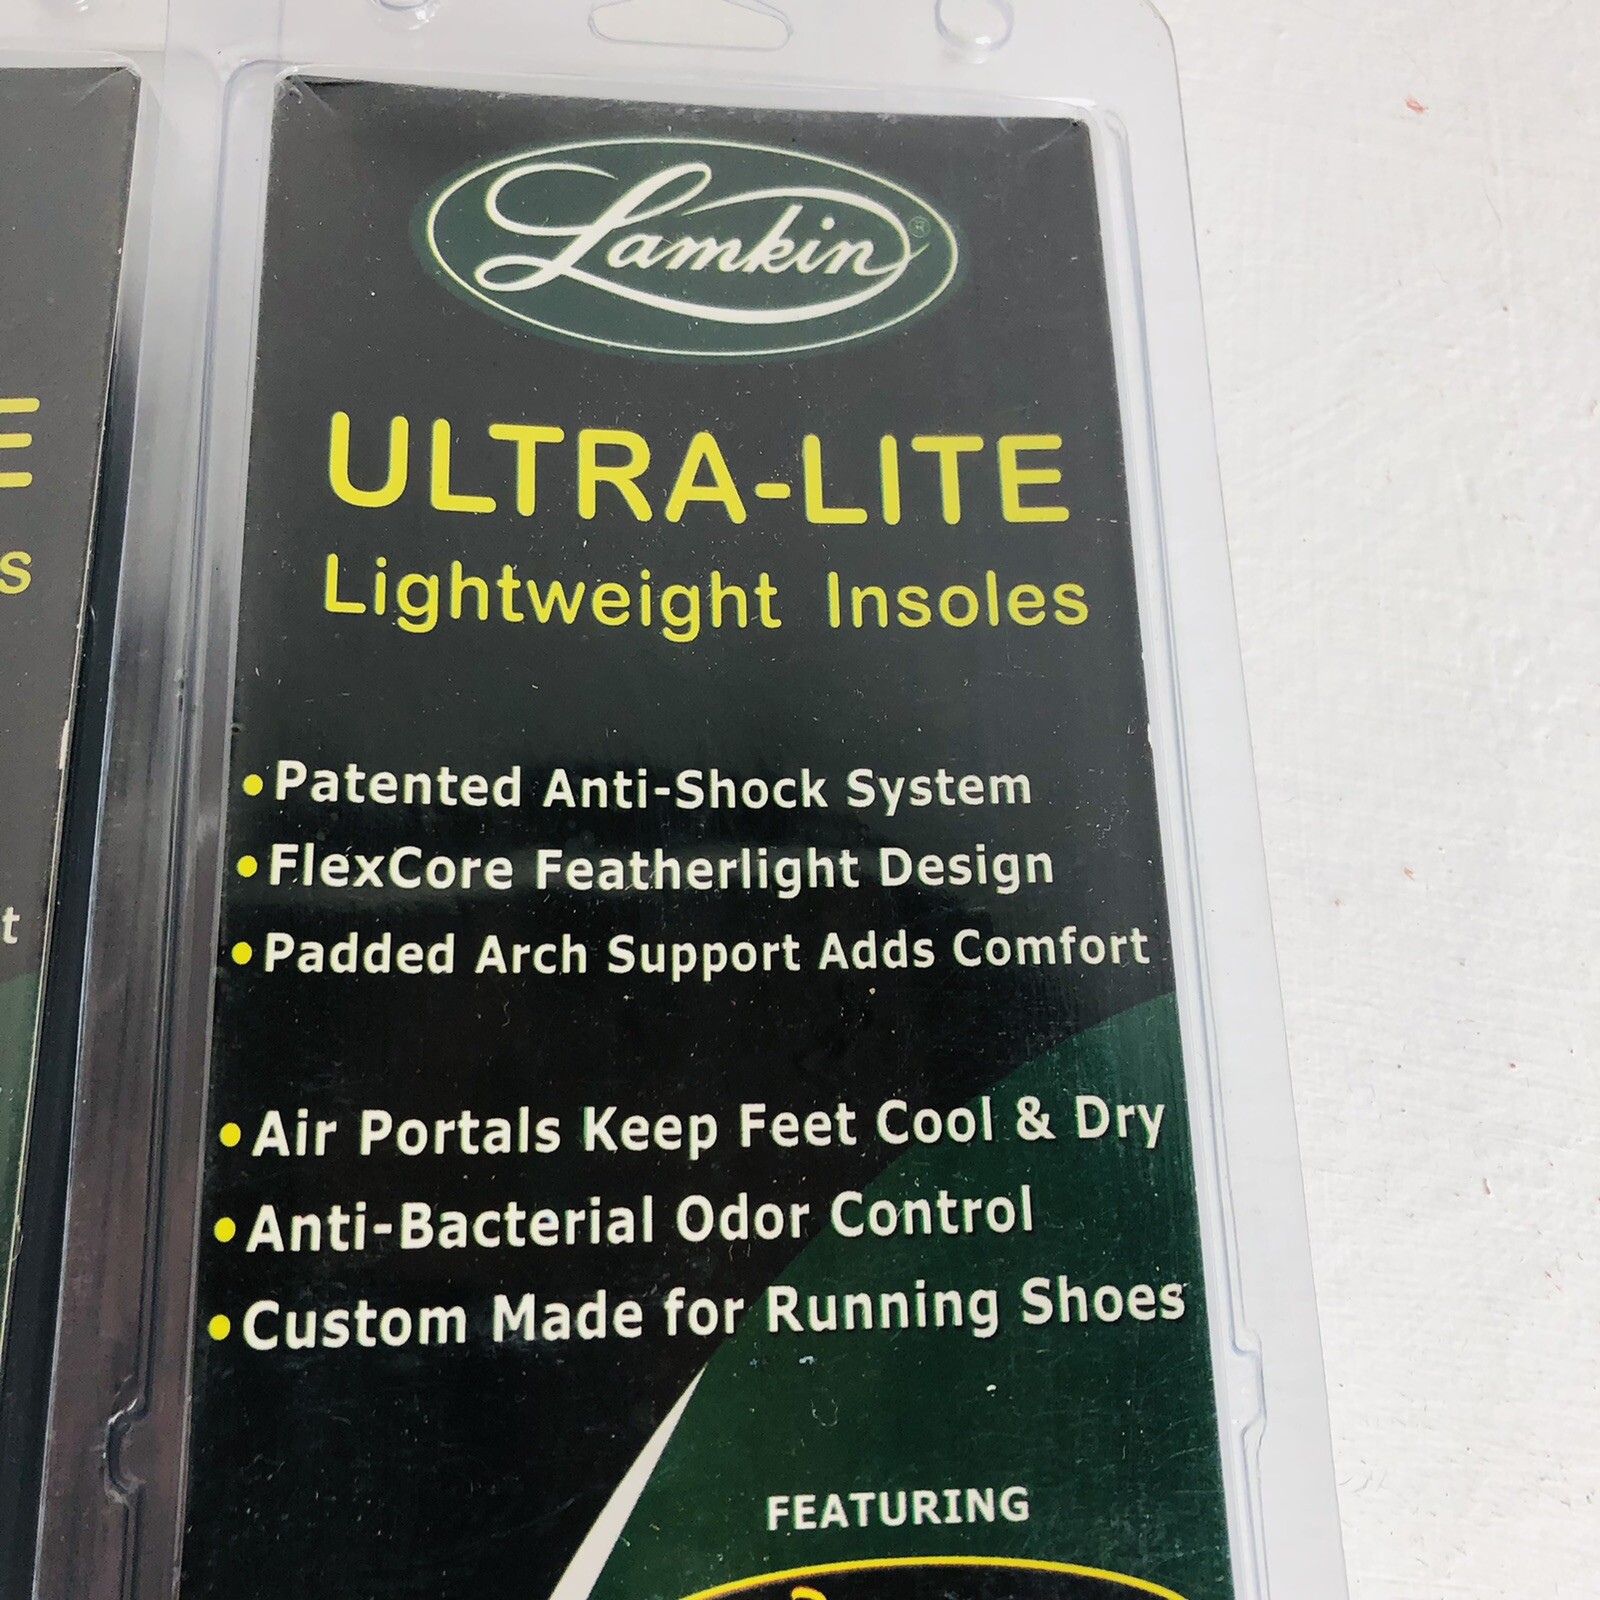 Lamkin®
ULTRA-LITE
Lightweight Insoles
•Patented Anti-Shock System
•FlexCore Featherlight Design
•Padded Arch Support Adds Comfort
•Air Portals Keep Feet Cool & Dry
•Anti-Bacterial Odor Control
•Custom Made for Running Shoes
FEATURING
E
s
t